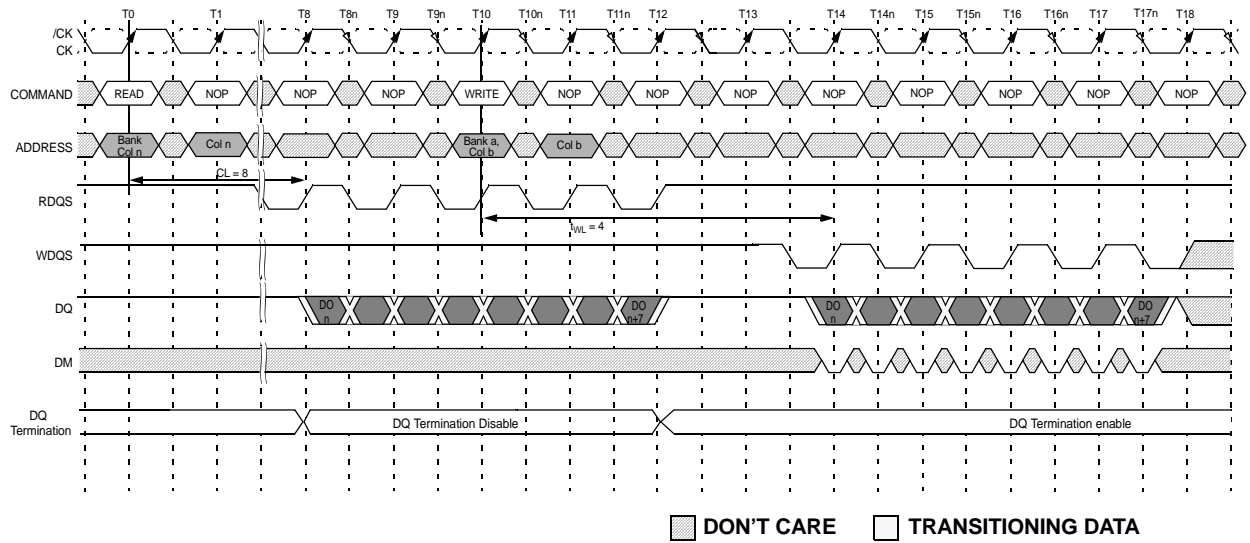 T0 T1 T8 T8n T9 T9n T10 T10n T11 T11n T12 T13 T14 T14n T15 T15n T16 T16n T17 T17n T18
/CK
CK
COMMAND READ NOP NOP NOP WRITE NOP NOP NOP NOP NOP NOP NOP NOP
ADDRESS Bank Col n Col n Bank a, Col b Col b
CL = 8
RDQS
tWL = 4
WDQS
DQ DO n DO n+7 DO n DO n+7
DM
DQ Termination DQ Termination Disable DQ Termination enable
DON'T CARE TRANSITIONING DATA